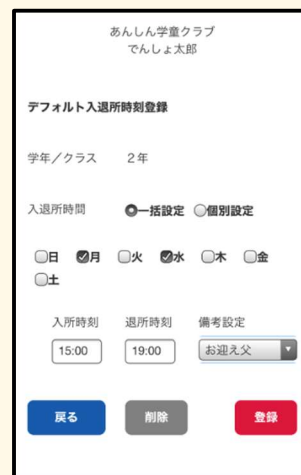 あんしん学童クラブ
でんしょ太郎
デフォルト入退所時刻登録
学年／クラス 2年
入退所時間 一括設定 個別設定
日 月 火 水 木 金
土
入所時刻 退所時刻 備考設定
15:00 19:00 お迎え父
戻る 削除 登録